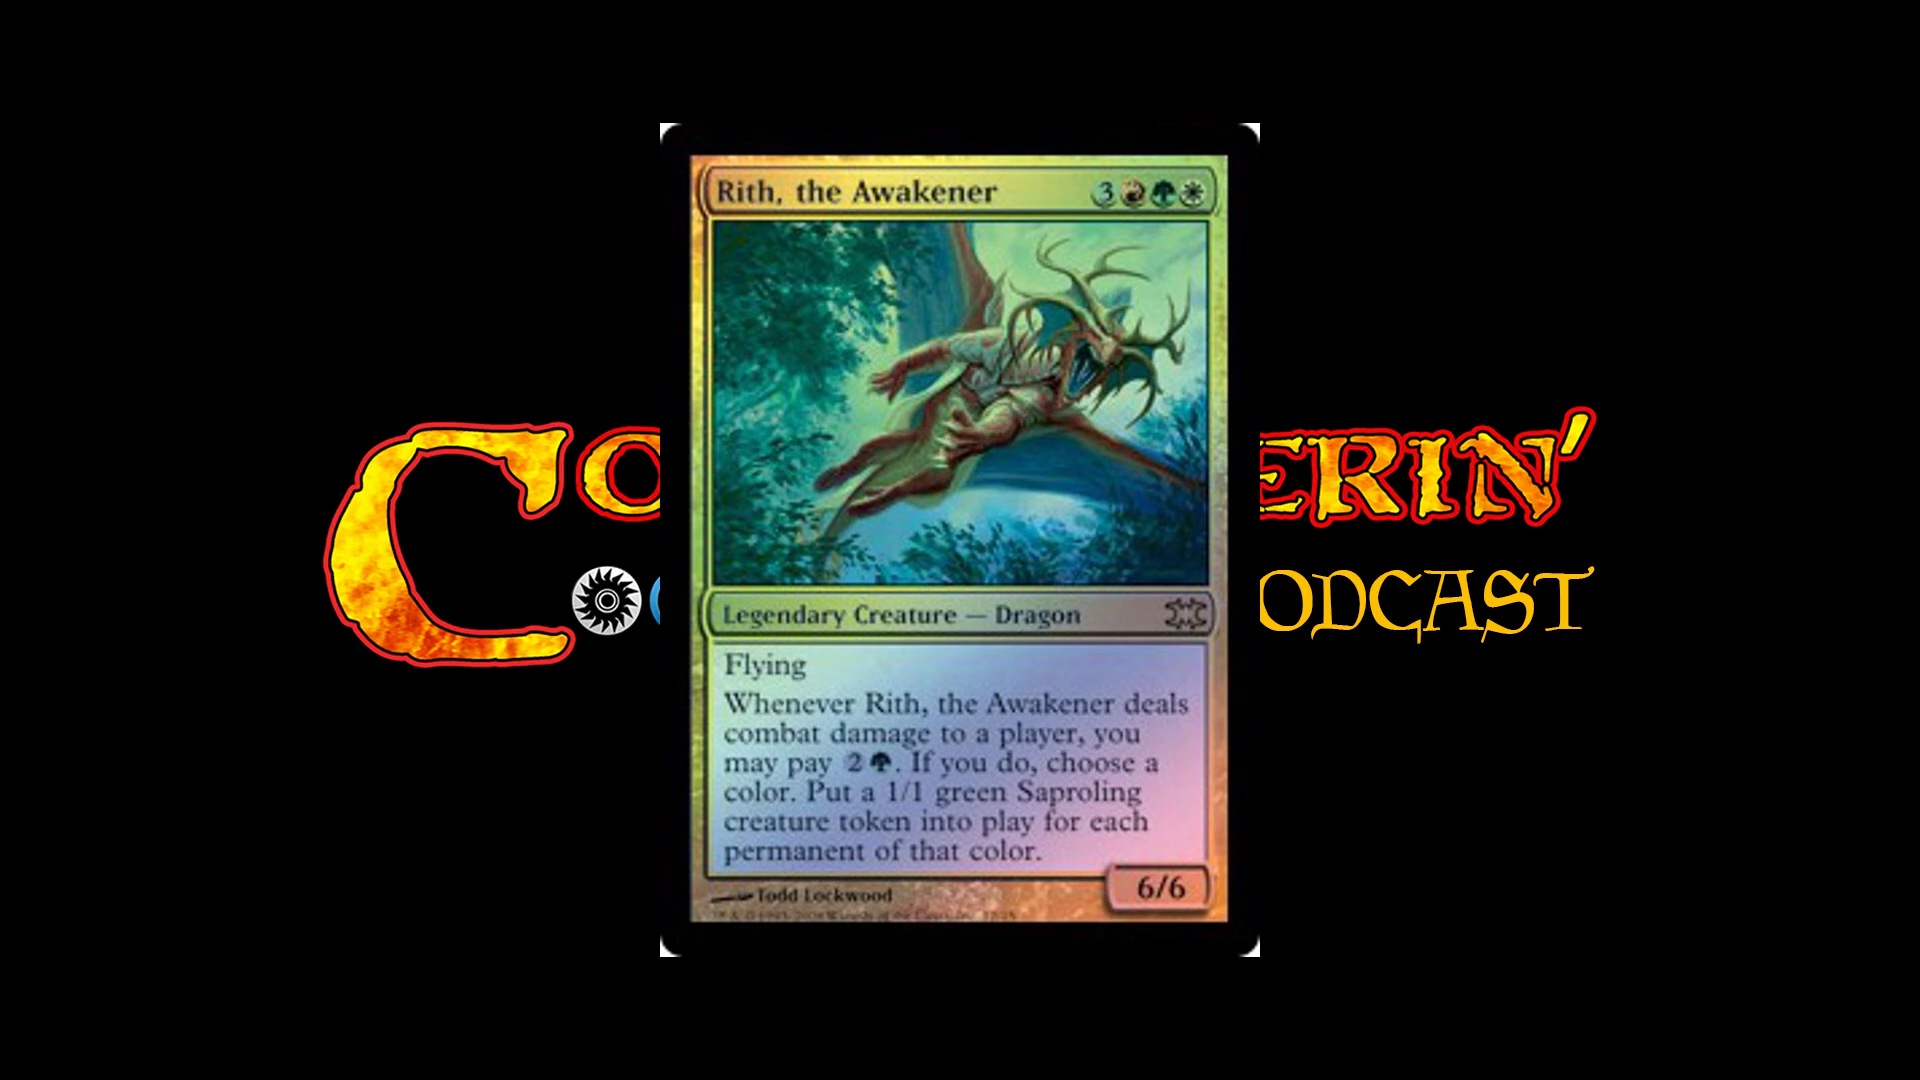 Rith, the Awakener 3
Co
ERIN'
ODCAST
Legendary Creature — Dragon
Flying
Whenever Rith, the Awakener deals
combat damage to a player, you
may pay 2 . If you do, choose a
color. Put a 1/1 green Saproling
creature token into play for each
permanent of that color.
6/6
Todd Lockwood